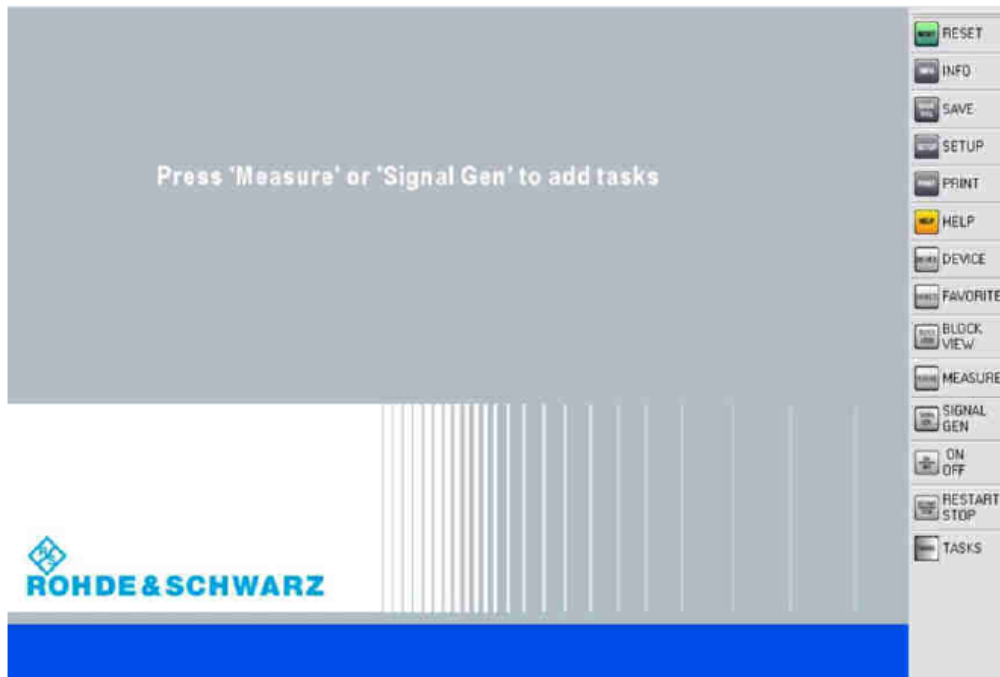 Press 'Measure' or 'Signal Gen' to add tasks
ROHDE&SCHWARZ
RESET
INFO
SAVE
SETUP
PRINT
HELP
DEVICE
FAVORITE
BLOCK
VIEW
MEASURE
SIGNAL
GEN
ON
OFF
RESTART
STOP
TASKS